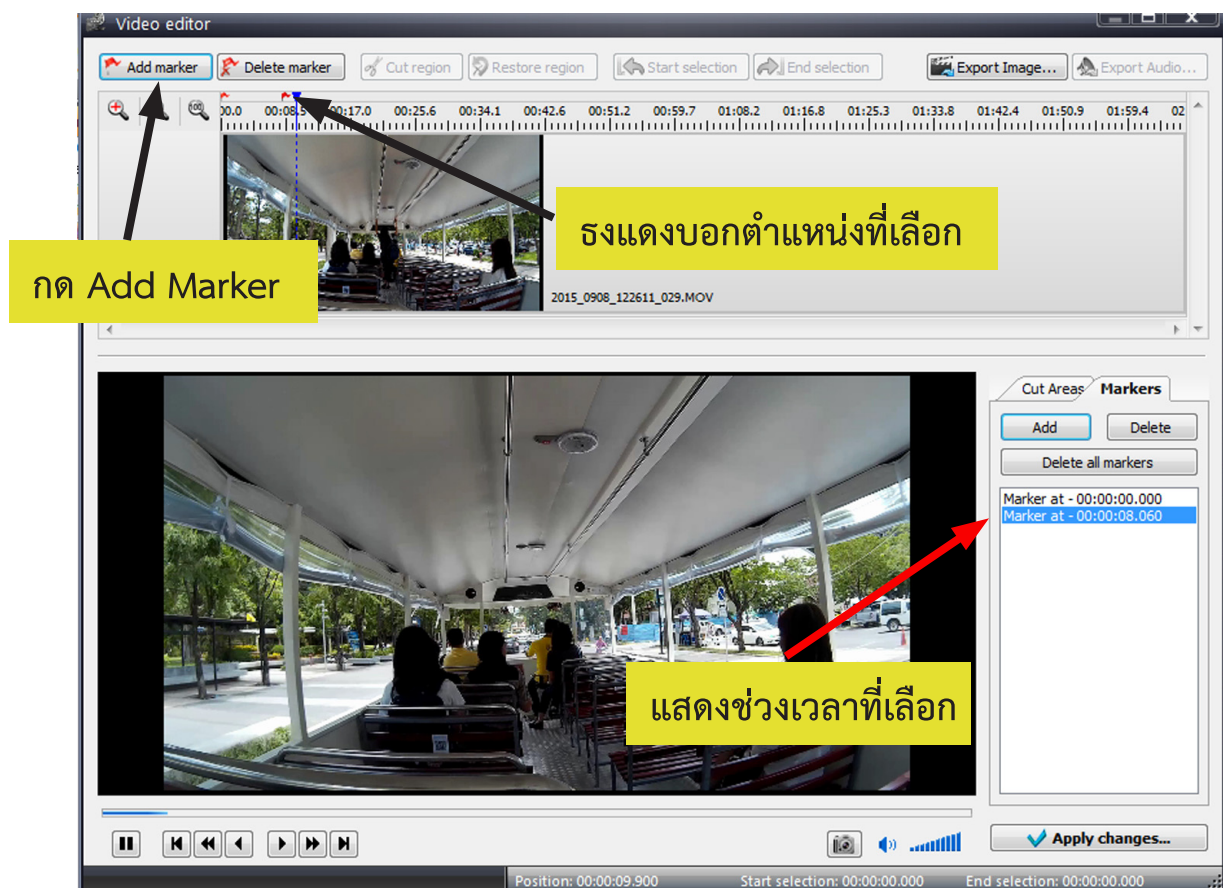 Video editor
Add marker Delete marker Cut region Restore region Start selection End selection Export Image... Export Audio...
00:08.5 00:17.0 00:25.6 00:34.1 00:42.6 00:51.2 00:59.7 01:08.2 01:16.8 01:25.3 01:33.8 01:42.4 01:50.9 01:59.4 02
ธงแดงบอกตำแหน่งที่เลือก
กด Add Marker
2015_0908_122611_029.MOV
Cut Areas Markers
Add Delete
Delete all markers
Marker at - 00:00:00.000
Marker at - 00:00:08.060
แสดงช่วงเวลาที่เลือก
Apply changes...
Position: 00:00:09.900 Start selection: 00:00:00.000 End selection: 00:00:00.000